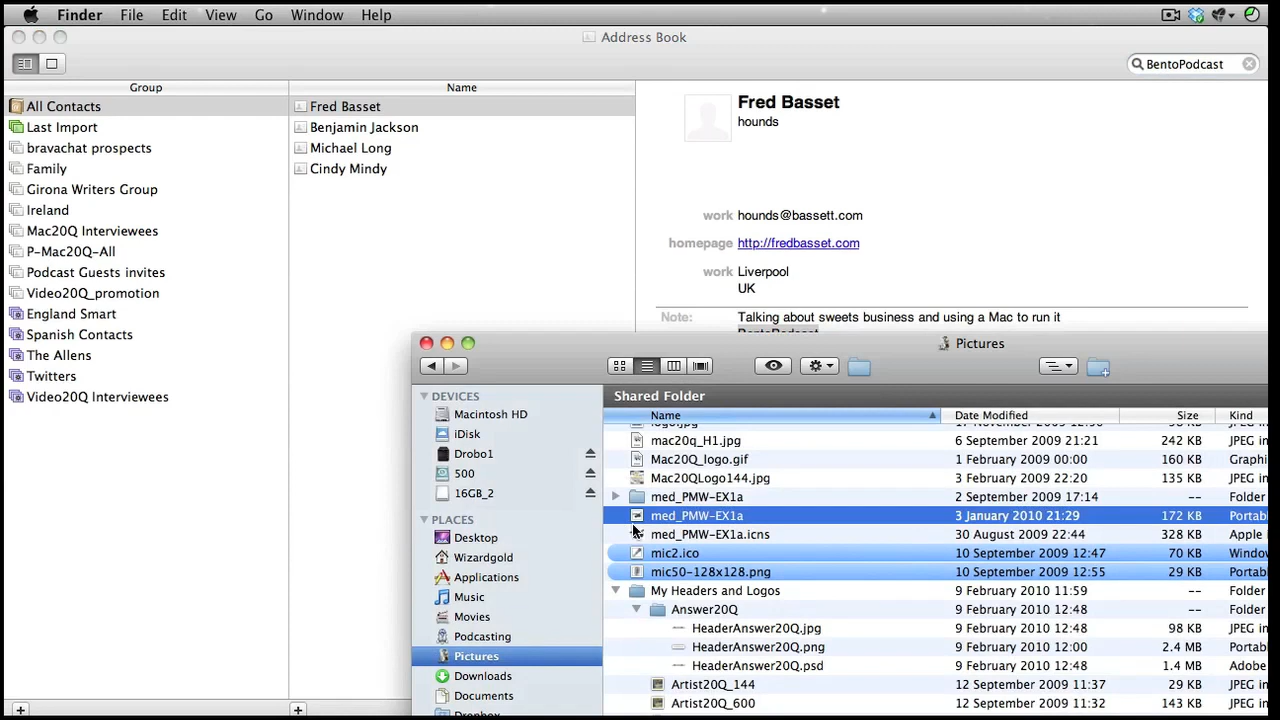 Finder File Edit View Go Window Help
Address Book
BentoPodcast
Group
Name
All Contacts
Last Import
bravachat prospects
Family
Girona Writers Group
Ireland
Mac20Q Interviewees
P-Mac20Q-All
Podcast Guests invites
Video20Q_promotion
England Smart
Spanish Contacts
The Allens
Twitters
Video20Q Interviewees
Fred Basset
Benjamin Jackson
Michael Long
Cindy Mindy
Fred Basset
hounds
work hounds@bassett.com
homepage http://fredbasset.com
work Liverpool
UK
Note: Talking about sweets business and using a Mac to run it
BentoPodcast
Pictures
DEVICES
Macintosh HD
iDisk
Drobo1
500
16GB_2
PLACES
Desktop
Wizardgold
Applications
Music
Movies
Podcasting
Pictures
Downloads
Documents
Dropbox
Shared Folder
Name Date Modified Size Kind
logo.jpg 17 November 2009 12:50 JPEG in
mac20q_H1.jpg 6 September 2009 21:21 242 KB JPEG in
Mac20Q_logo.gif 1 February 2009 00:00 160 KB Graphi
Mac20QLogo144.jpg 3 February 2009 22:20 135 KB JPEG in
med_PMW-EX1a 2 September 2009 17:14 -- Folder
med_PMW-EX1a 3 January 2010 21:29 172 KB Portab
med_PMW-EX1a.icns 30 August 2009 22:44 328 KB Apple i
mic2.ico 10 September 2009 12:47 70 KB Window
mic50-128x128.png 10 September 2009 12:55 29 KB Portab
My Headers and Logos 9 February 2010 11:59 -- Folder
Answer20Q 9 February 2010 12:48 -- Folder
HeaderAnswer20Q.jpg 9 February 2010 12:48 98 KB JPEG in
HeaderAnswer20Q.png 9 February 2010 12:00 2.4 MB Portab
HeaderAnswer20Q.psd 9 February 2010 12:48 1.4 MB Adobe
Artist20Q_144 12 September 2009 11:37 29 KB JPEG in
Artist20Q_600 12 September 2009 11:32 143 KB JPEG in